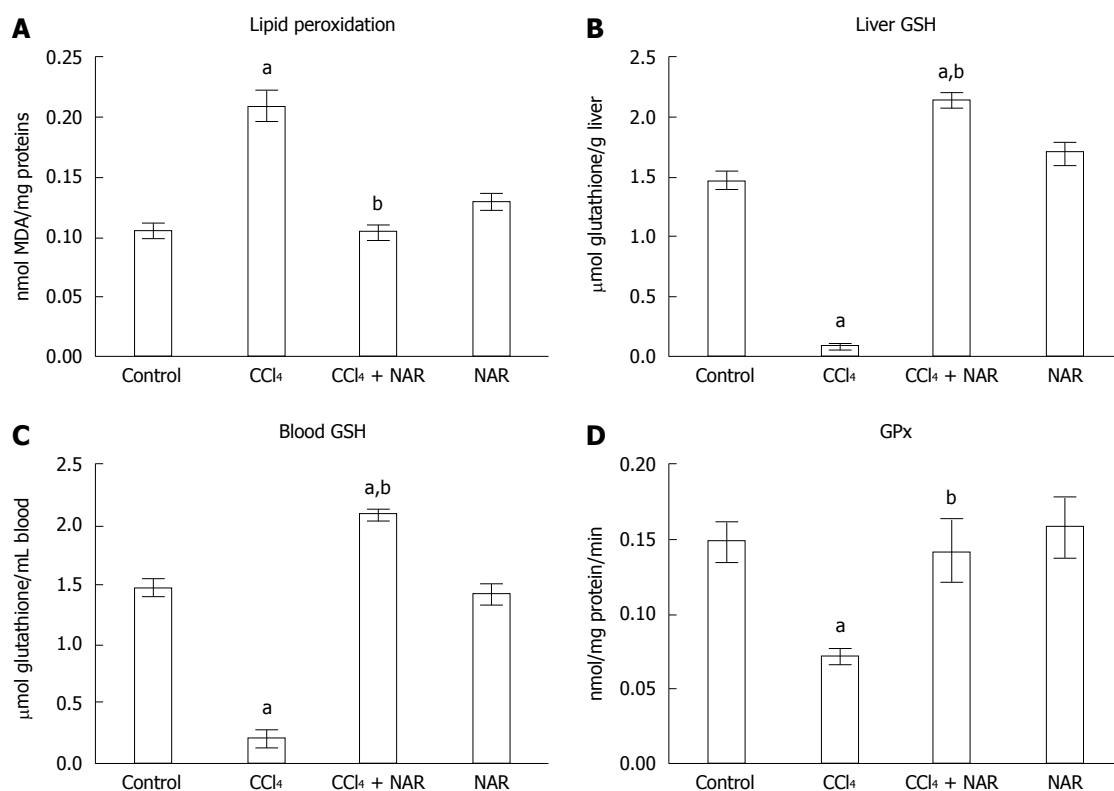 A
Lipid peroxidation
nmol MDA/mg proteins
0.25
0.20
0.15
0.10
0.05
0.00
a
b
Control
CCl₄
CCl₄ + NAR
NAR
B
Liver GSH
μmol glutathione/g liver
2.5
2.0
1.5
1.0
0.5
0.0
a
a,b
Control
CCl₄
CCl₄ + NAR
NAR
C
Blood GSH
μmol glutathione/mL blood
2.5
2.0
1.5
1.0
0.5
0.0
a
a,b
Control
CCl₄
CCl₄ + NAR
NAR
D
GPx
nmol/mg protein/min
0.20
0.15
0.10
0.05
0.00
a
b
Control
CCl₄
CCl₄ + NAR
NAR